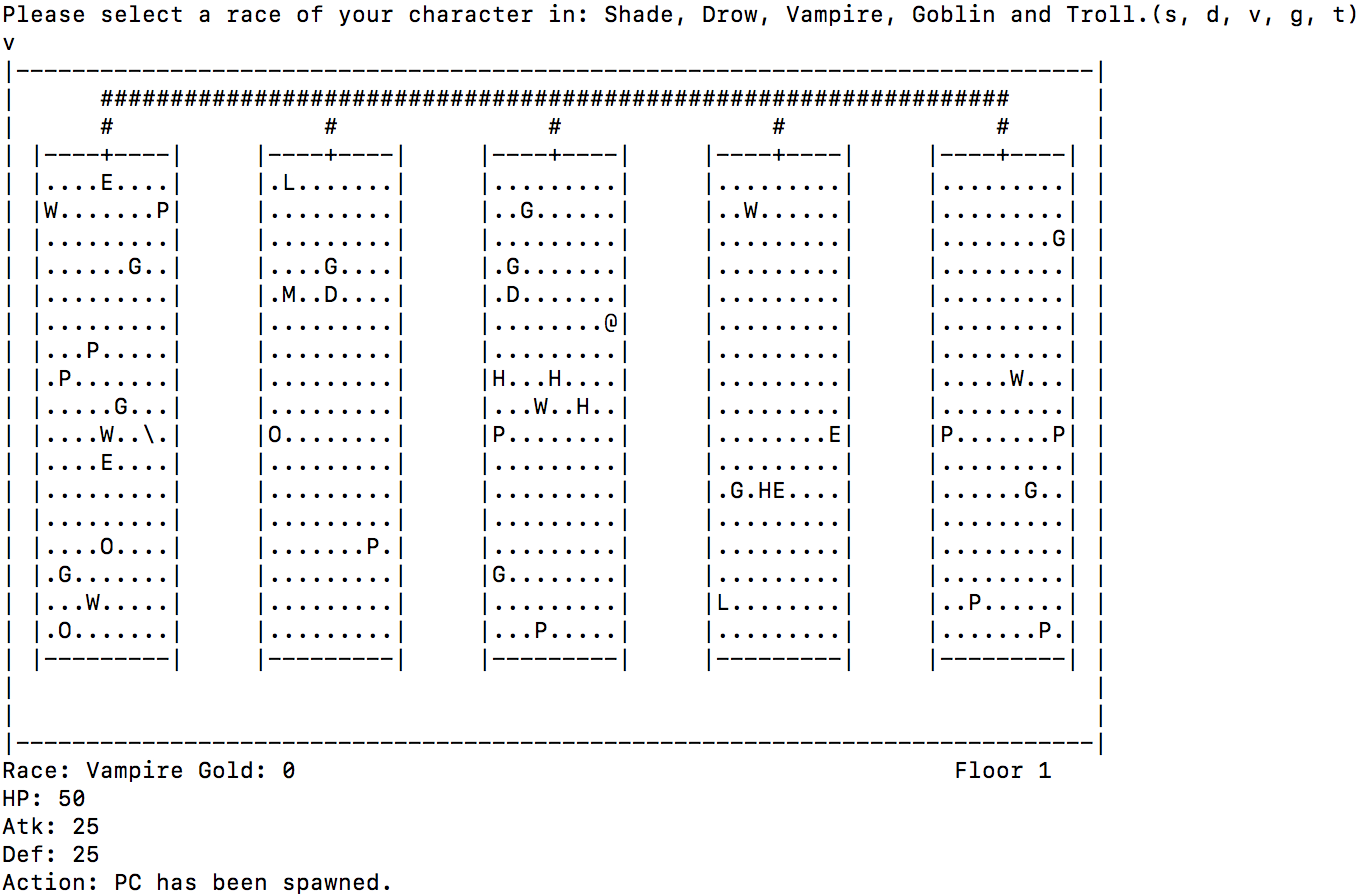 Please select a race of your character in: Shade, Drow, Vampire, Goblin and Troll.(s, d, v, g, t)
v
|-----------------------------------------------------------------------------|
|      #################################################################      |
|      #               #               #               #               #      |
| |----+----|     |----+----|     |----+----|     |----+----|     |----+----| |
| |....E....|     |.L.......|     |.........|     |.........|     |.........| |
| |W.......P|     |.........|     |..G......|     |..W......|     |.........| |
| |.........|     |.........|     |.........|     |.........|     |........G| |
| |......G..|     |....G....|     |.G.......|     |.........|     |.........| |
| |.........|     |.M..D....|     |.D.......|     |.........|     |.........| |
| |.........|     |.........|     |........@|     |.........|     |.........| |
| |...P.....|     |.........|     |.........|     |.........|     |.........| |
| |.P.......|     |.........|     |H...H....|     |.........|     |.....W...| |
| |.....G...|     |.........|     |...W..H..|     |.........|     |.........| |
| |....W..\.|     |O........|     |P........|     |........E|     |P.......P| |
| |....E....|     |.........|     |.........|     |.........|     |.........| |
| |.........|     |.........|     |.........|     |.G.HE....|     |......G..| |
| |.........|     |.........|     |.........|     |.........|     |.........| |
| |....O....|     |.......P.|     |.........|     |.........|     |.........| |
| |.G.......|     |.........|     |G........|     |.........|     |.........| |
| |...W.....|     |.........|     |.........|     |L........|     |..P......| |
| |.O.......|     |.........|     |...P.....|     |.........|     |.......P.| |
| |---------|     |---------|     |---------|     |---------|     |---------| |
|                                                                             |
|                                                                             |
|-----------------------------------------------------------------------------|
Race: Vampire Gold: 0                                               Floor 1
HP: 50
Atk: 25
Def: 25
Action: PC has been spawned.